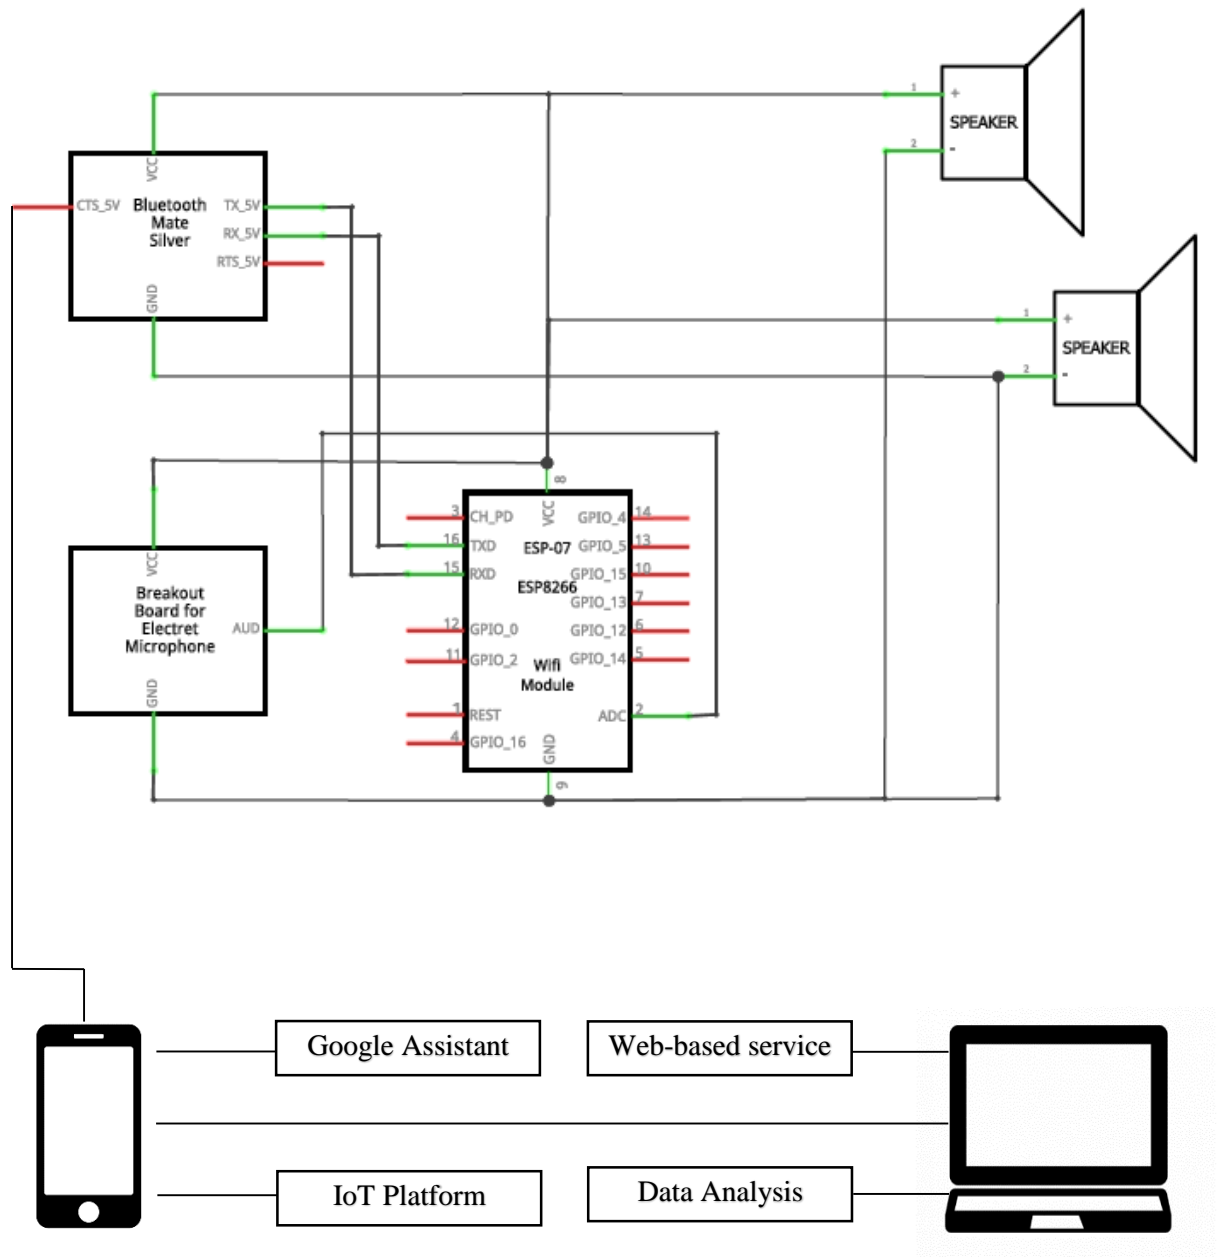 1
+
SPEAKER
2
-
VCC
CTS_5V
Bluetooth
Mate
Silver
TX_5V
RX_5V
RTS_5V
GND
1
+
SPEAKER
2
-
8
VCC
3
CH_PD
16
TXD
15
RXD
12
GPIO_0
11
GPIO_2
1
REST
4
GPIO_16
ESP-07
ESP8266
Wifi
Module
GPIO_4
14
GPIO_5
13
GPIO_15
10
GPIO_13
7
GPIO_12
6
GPIO_14
5
ADC
2
GND
9
VCC
Breakout
Board for
Electret
Microphone
AUD
GND
Google Assistant
Web-based service
IoT Platform
Data Analysis